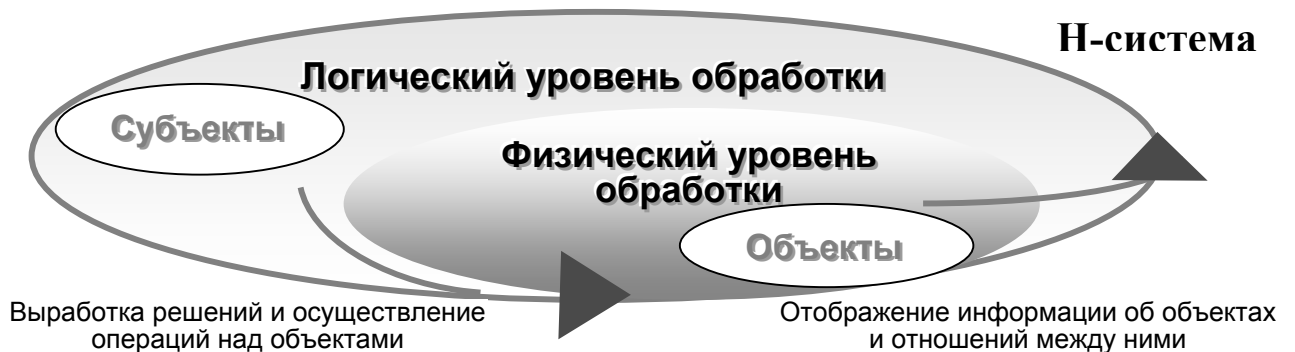 Н-система
Логический уровень обработки
Субъекты
Физический уровень
обработки
Объекты
Выработка решений и осуществление
операций над объектами
Отображение информации об объектах
и отношений между ними